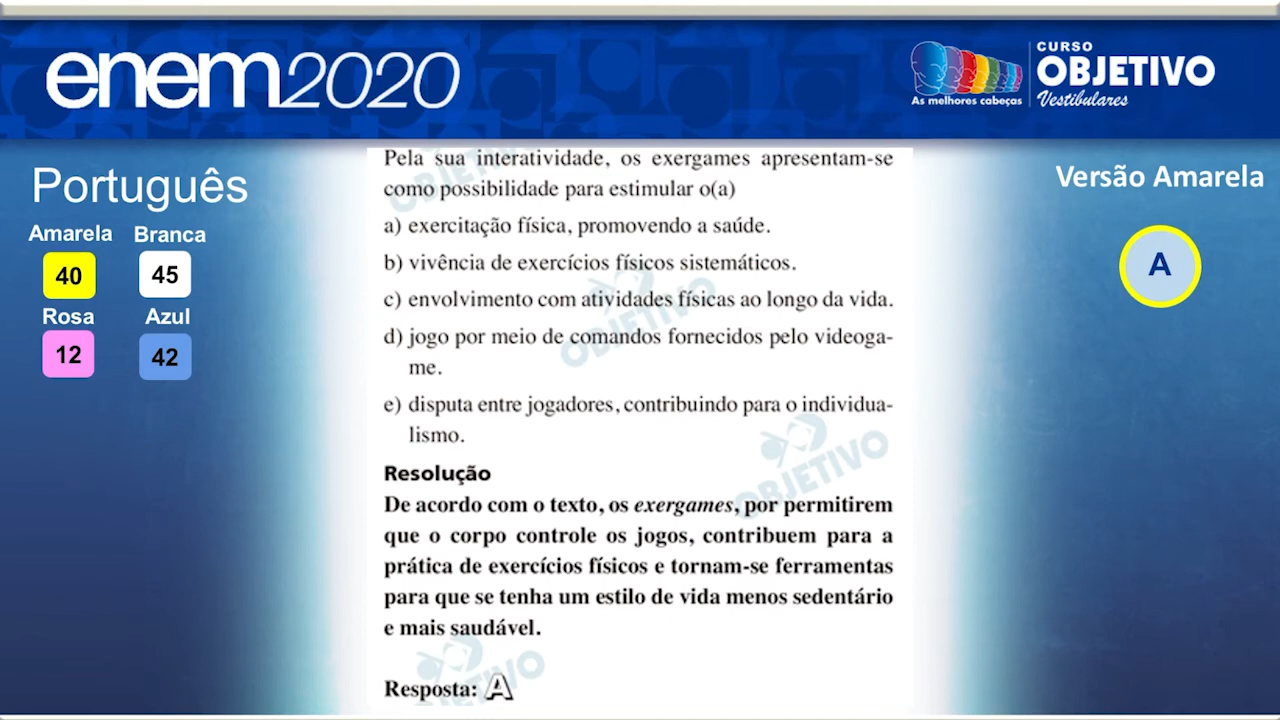 enem2020
CURSO
OBJETIVO
As melhores cabeças
Vestibulares
Português
Amarela
Branca
40
45
Rosa
Azul
12
42
Pela sua interatividade, os exergames apresentam-se
como possibilidade para estimular o(a)
a) exercitação física, promovendo a saúde.
b) vivência de exercícios físicos sistemáticos.
c) envolvimento com atividades físicas ao longo da vida.
d) jogo por meio de comandos fornecidos pelo videoga-
me.
e) disputa entre jogadores, contribuindo para o individua-
lismo.
Resolução
De acordo com o texto, os exergames, por permitirem
que o corpo controle os jogos, contribuem para a
prática de exercícios físicos e tornam-se ferramentas
para que se tenha um estilo de vida menos sedentário
e mais saudável.
Resposta: A
OBJETIVO
OBJETIVO
OBJETIVO
OBJETIVO
Versão Amarela
A